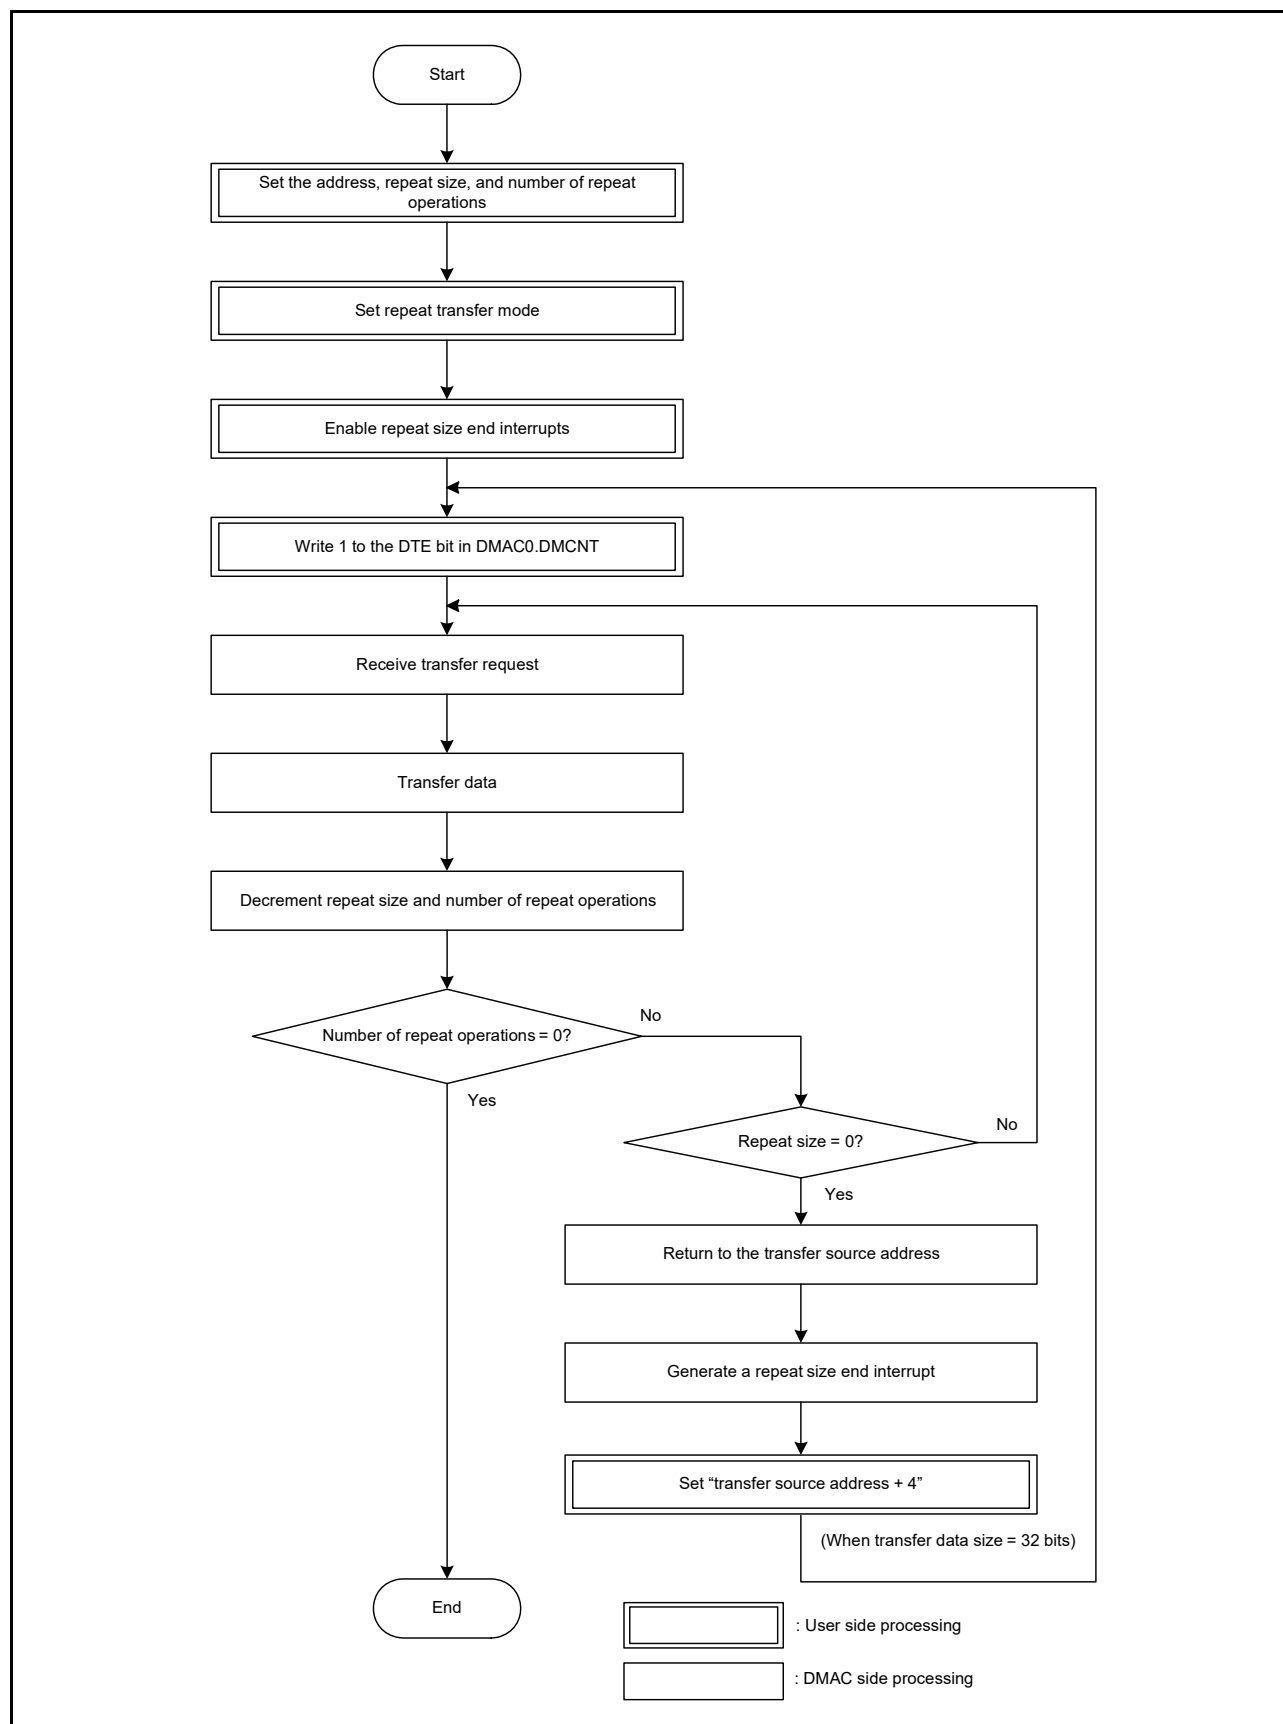 Start
Set the address, repeat size, and number of repeat
operations
Set repeat transfer mode
Enable repeat size end interrupts
Write 1 to the DTE bit in DMAC0.DMCNT
Receive transfer request
Transfer data
Decrement repeat size and number of repeat operations
No
Number of repeat operations = 0?
Yes
No
Repeat size = 0?
Yes
Return to the transfer source address
Generate a repeat size end interrupt
Set “transfer source address + 4”
(When transfer data size = 32 bits)
End
: User side processing
: DMAC side processing